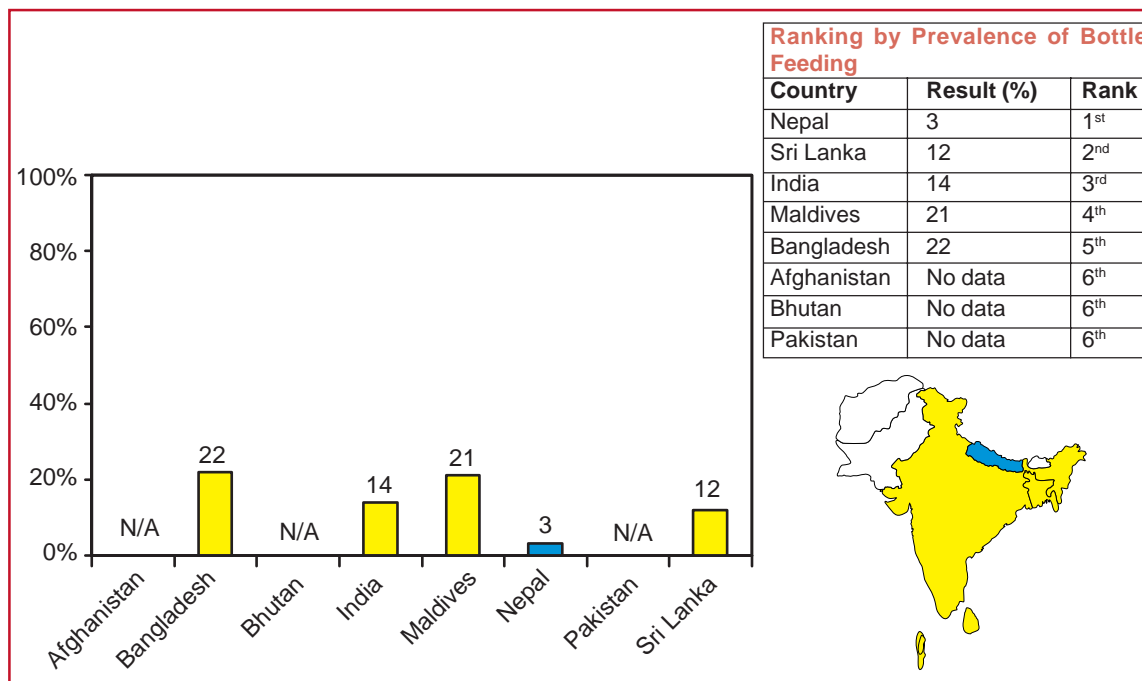 Ranking by Prevalence of Bottle
Feeding
Country Result (%) Rank
Nepal 3 1st
Sri Lanka 12 2nd
India 14 3rd
Maldives 21 4th
Bangladesh 22 5th
Afghanistan No data 6th
Bhutan No data 6th
Pakistan No data 6th
100%
80%
60%
40%
20%
0%
N/A 22 N/A 14 21 3 N/A 12
Afghanistan Bangladesh Bhutan India Maldives Nepal Pakistan Sri Lanka